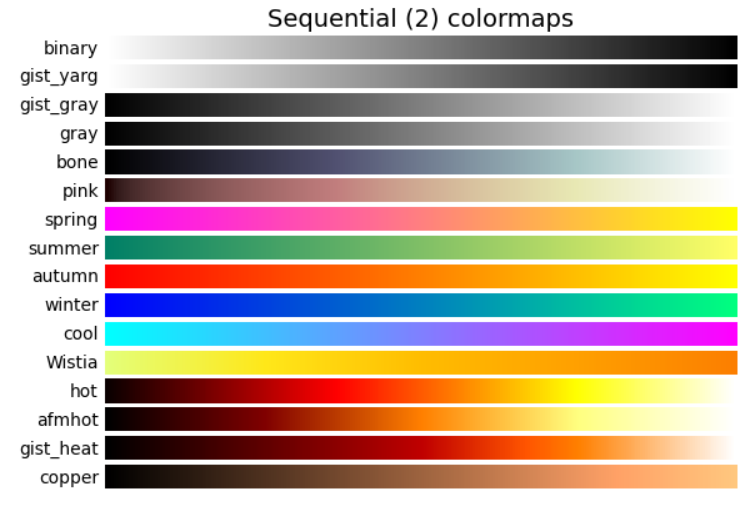 Sequential (2) colormaps
binary
gist_yarg
gist_gray
gray
bone
pink
spring
summer
autumn
winter
cool
Wistia
hot
afmhot
gist_heat
copper